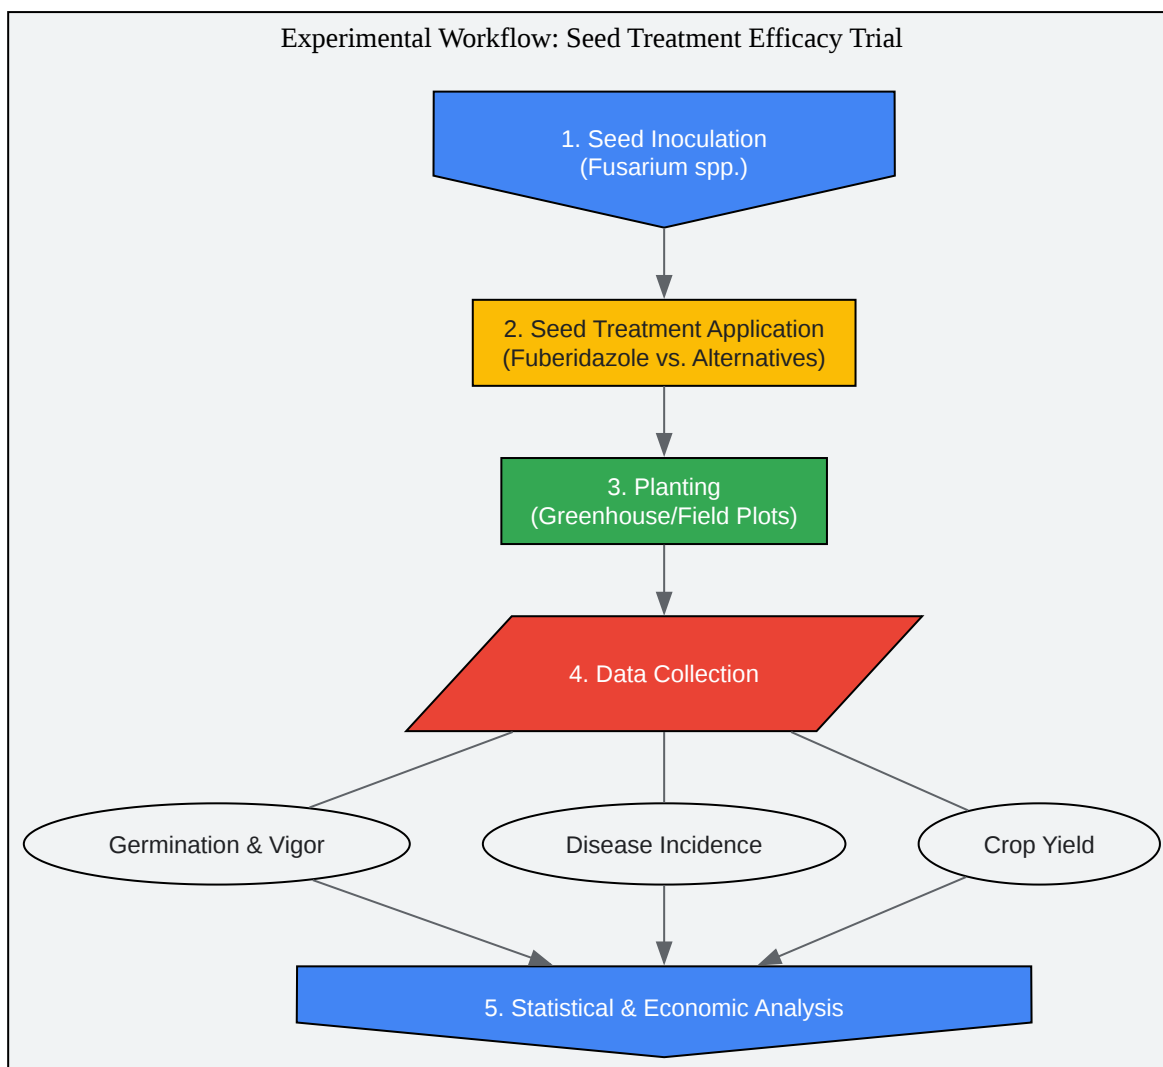 Experimental Workflow: Seed Treatment Efficacy Trial
1. Seed Inoculation
(Fusarium spp.)
2. Seed Treatment Application
(Fuberidazole vs. Alternatives)
3. Planting
(Greenhouse/Field Plots)
4. Data Collection
Germination & Vigor
Disease Incidence
Crop Yield
5. Statistical & Economic Analysis